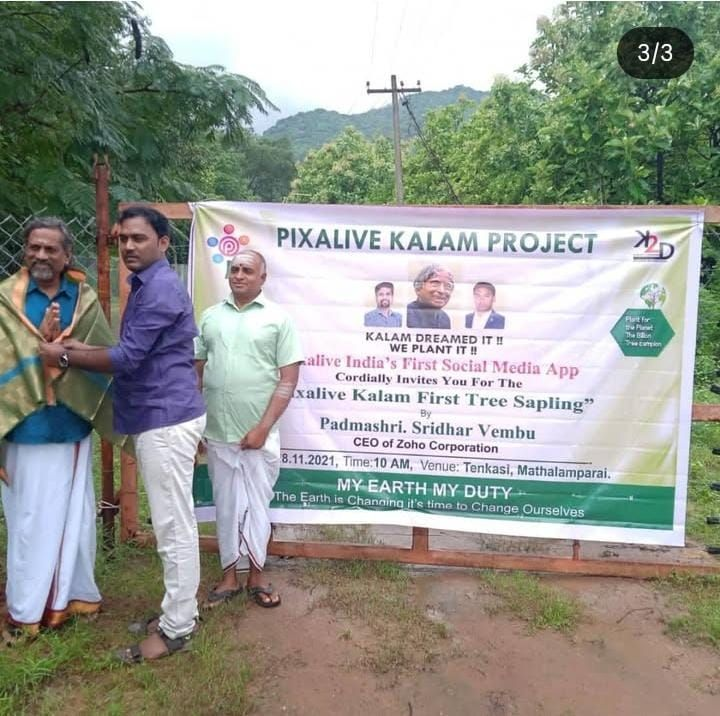 3/3
PIXALIVE KALAM PROJECT
K2D
KALAM DREAMED IT !!
WE PLANT IT !!
alive India's First Social Media App
Cordially Invites You For The
ixalive Kalam First Tree Sapling”
By
Padmashri. Sridhar Vembu
CEO of Zoho Corporation
8.11.2021, Time:10 AM, Venue: Tenkasi, Mathalamparai.
MY EARTH MY DUTY
The Earth is Changing it's time to Change Ourselves
Plant for
the Planet
The Billion
Tree campion